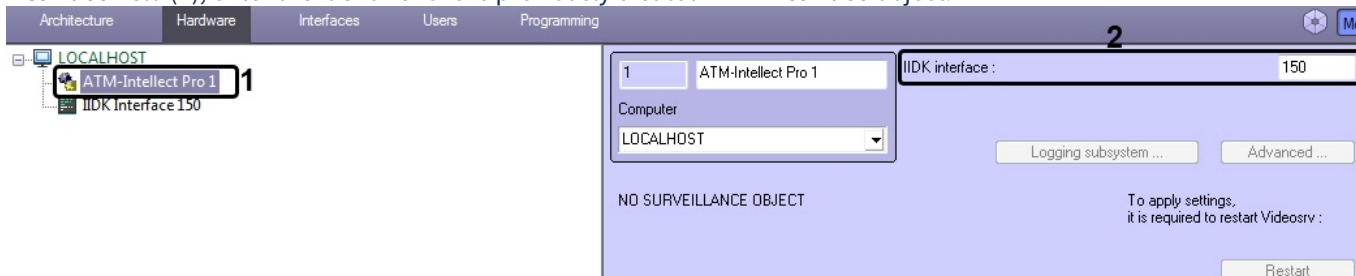 Architecture Hardware Interfaces Users Programming
LOCALHOST
ATM-Intellect Pro 1
1
IIDK Interface 150
2
1 ATM-Intellect Pro 1
IIDK interface : 150
Computer
LOCALHOST
Logging subsystem ... Advanced ...
NO SURVEILLANCE OBJECT
To apply settings,
it is required to restart Videosrv :
Restart